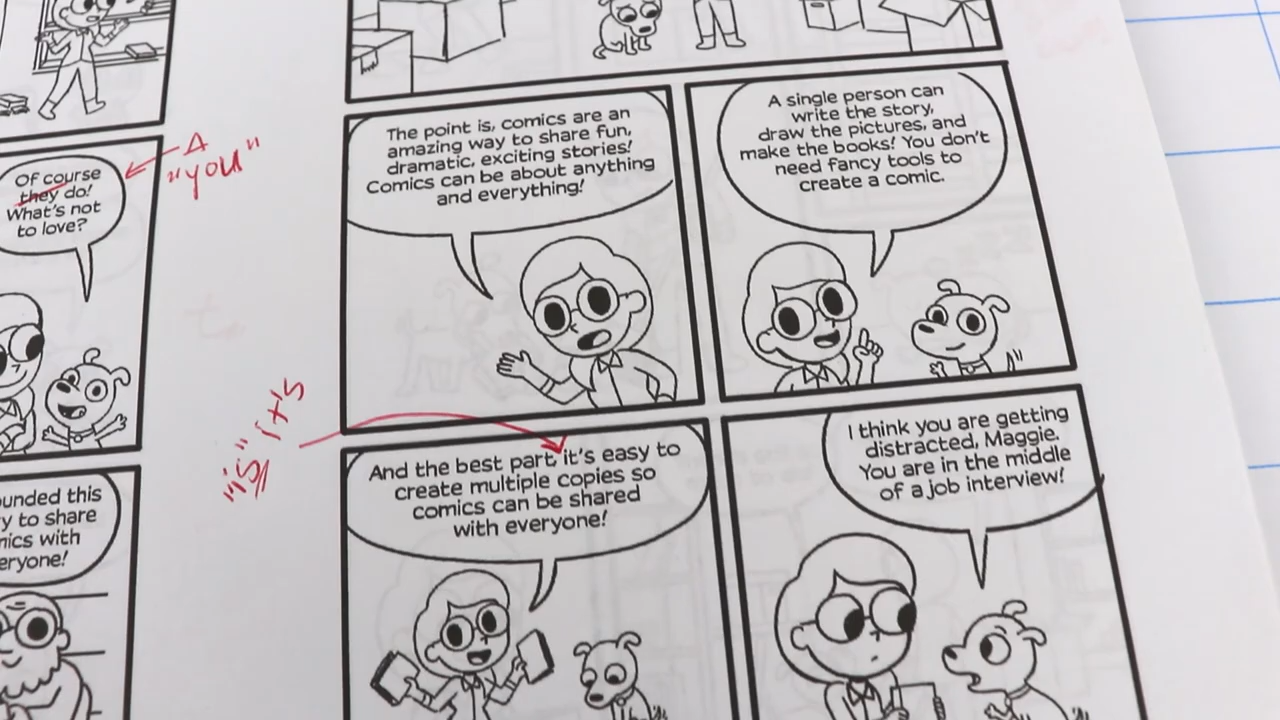 Of course
they do!
What's not
to love?
A
"you"
The point is, comics are an
amazing way to share fun,
dramatic, exciting stories!
Comics can be about anything
and everything!
A single person can
write the story,
draw the pictures, and
make the books! You don't
need fancy tools to
create a comic.
"is" it's
ounded this
y to share
mics with
eryone!
And the best part, it's easy to
create multiple copies so
comics can be shared
with everyone!
I think you are getting
distracted, Maggie.
You are in the middle
of a job interview!